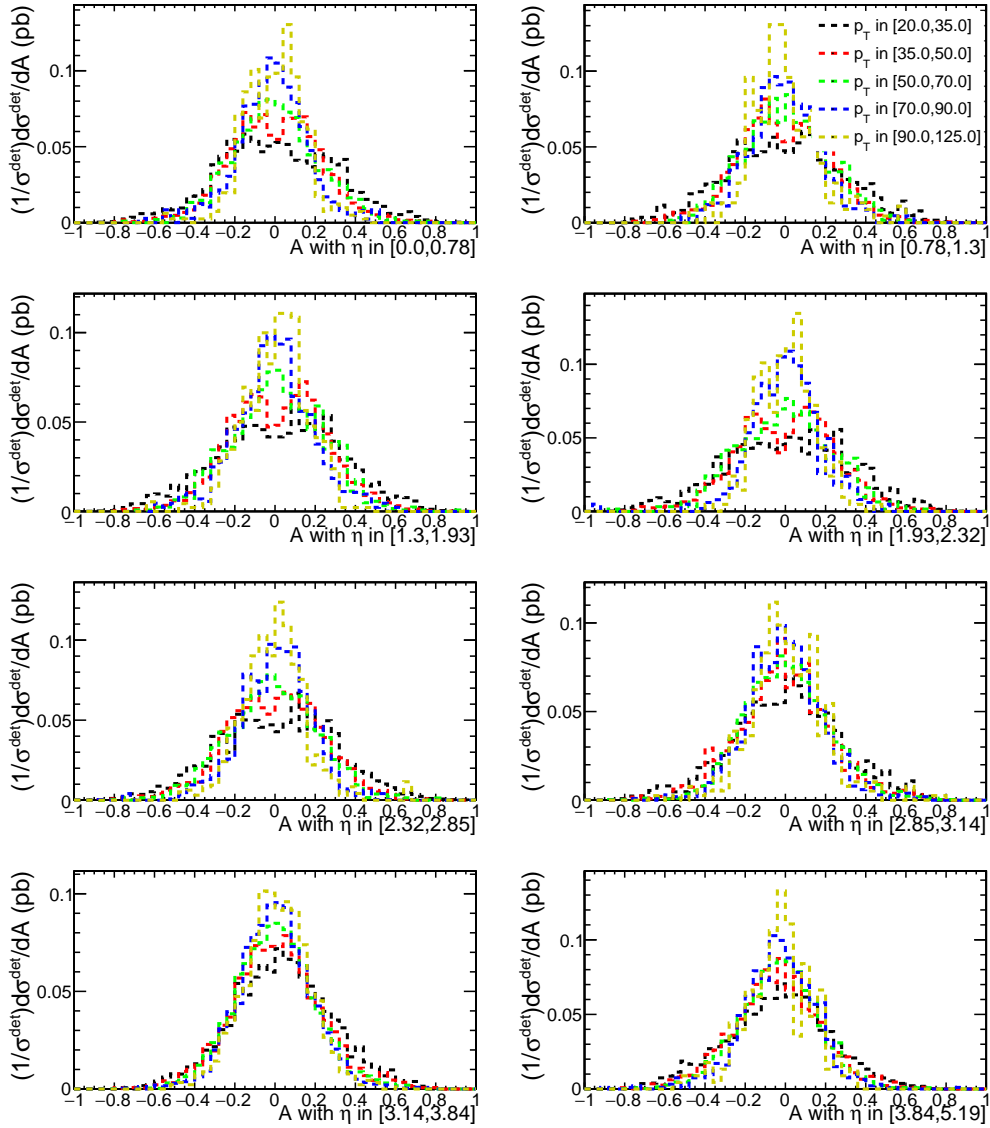 (1/σ^det)dσ^det/dA (pb)
0.1
0.05
0
−1 −0.8 −0.6 −0.4 −0.2 0 0.2 0.4 0.6 0.8 1
A with η in [0.0,0.78]
(1/σ^det)dσ^det/dA (pb)
p_T in [20.0,35.0]
p_T in [35.0,50.0]
p_T in [50.0,70.0]
p_T in [70.0,90.0]
p_T in [90.0,125.0]
0.1
0.05
0
−1 −0.8 −0.6 −0.4 −0.2 0 0.2 0.4 0.6 0.8 1
A with η in [0.78,1.3]
(1/σ^det)dσ^det/dA (pb)
0.1
0.05
0
−1 −0.8 −0.6 −0.4 −0.2 0 0.2 0.4 0.6 0.8 1
A with η in [1.3,1.93]
(1/σ^det)dσ^det/dA (pb)
0.1
0.05
0
−1 −0.8 −0.6 −0.4 −0.2 0 0.2 0.4 0.6 0.8 1
A with η in [1.93,2.32]
(1/σ^det)dσ^det/dA (pb)
0.1
0.05
0
−1 −0.8 −0.6 −0.4 −0.2 0 0.2 0.4 0.6 0.8 1
A with η in [2.32,2.85]
(1/σ^det)dσ^det/dA (pb)
0.1
0.05
0
−1 −0.8 −0.6 −0.4 −0.2 0 0.2 0.4 0.6 0.8 1
A with η in [2.85,3.14]
(1/σ^det)dσ^det/dA (pb)
0.1
0.05
0
−1 −0.8 −0.6 −0.4 −0.2 0 0.2 0.4 0.6 0.8 1
A with η in [3.14,3.84]
(1/σ^det)dσ^det/dA (pb)
0.1
0.05
0
−1 −0.8 −0.6 −0.4 −0.2 0 0.2 0.4 0.6 0.8 1
A with η in [3.84,5.19]